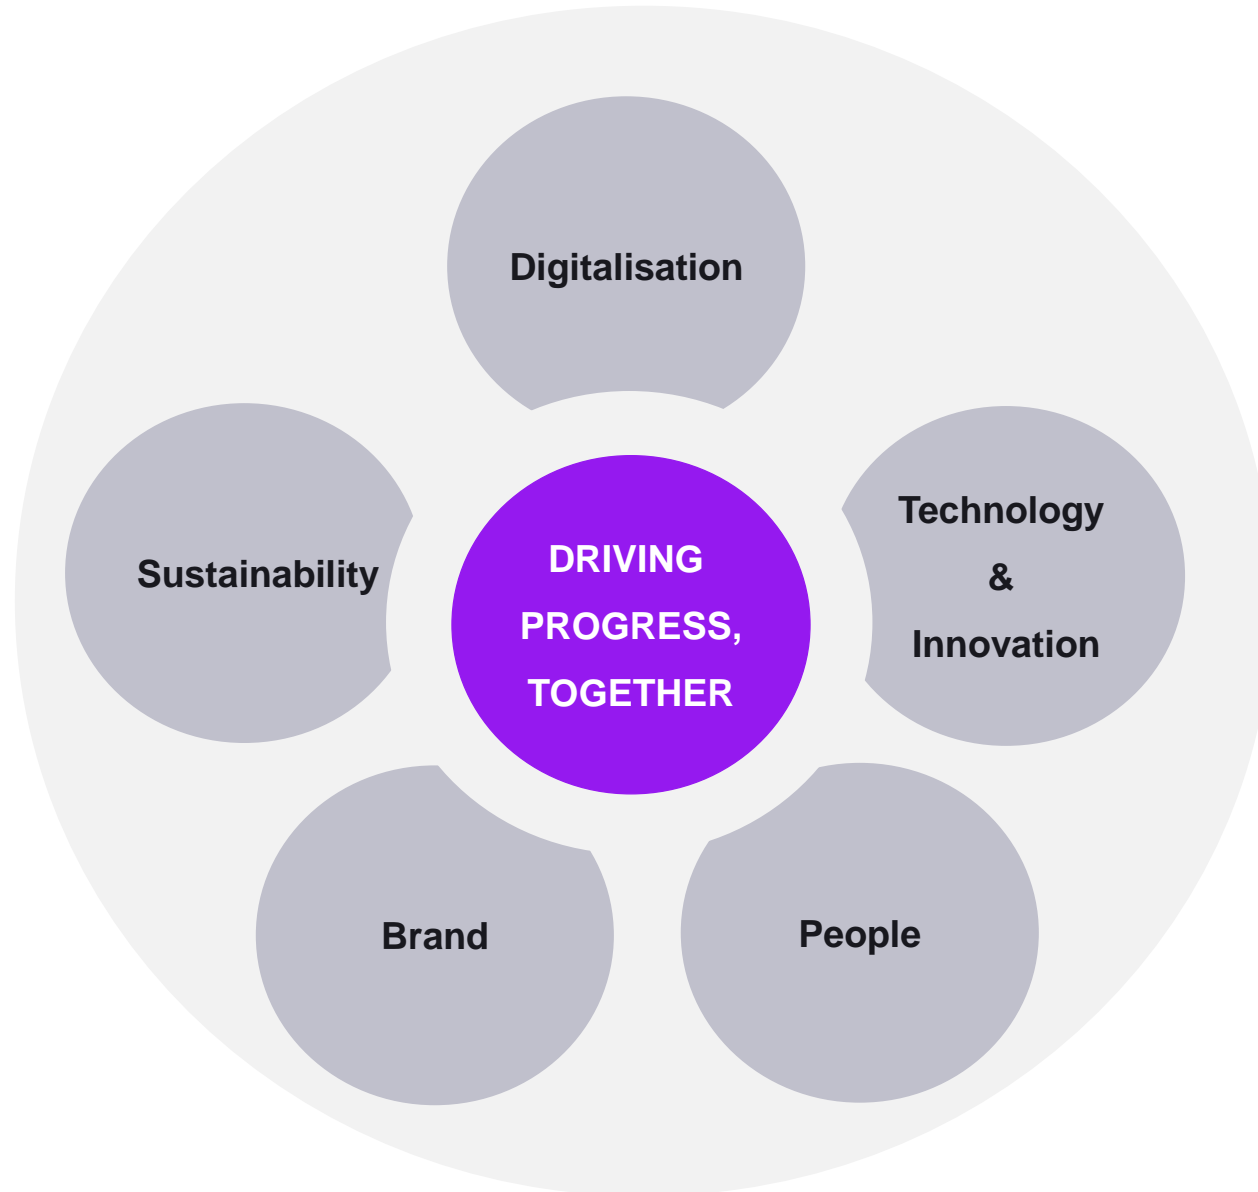 Digitalisation
Technology
&
Innovation
Sustainability
DRIVING
PROGRESS,
TOGETHER
Brand
People